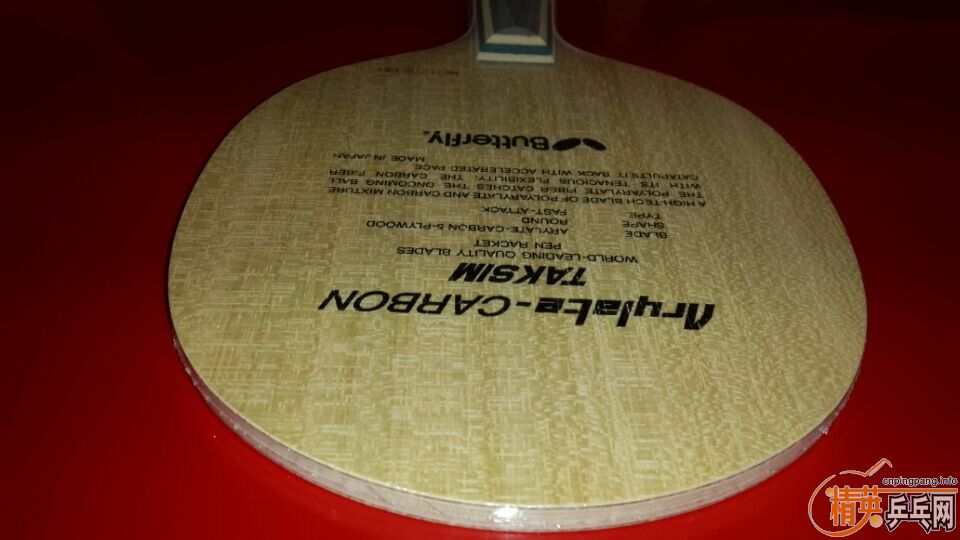 Arylate-CARBON
TAKSIM
WORLD-LEADING QUALITY BLADES
PEN RACKET
BLADE ARYLATE-CARBON 5-PLYWOOD
SHAPE ROUND
TYPE FAST-ATTACK
A HIGH-TECH BLADE OF POLYARYLATE AND CARBON MIXTURE
THE POLYARYLATE FIBER CATCHES THE ONCOMING BALL
WITH ITS TENACIOUS FLEXIBILITY. THE CARBON FIBER
CATAPULTS IT BACK WITH ACCELERATED PACE.
MADE IN JAPAN
Butterfly®
cnpingpang.info
精英乒乓网